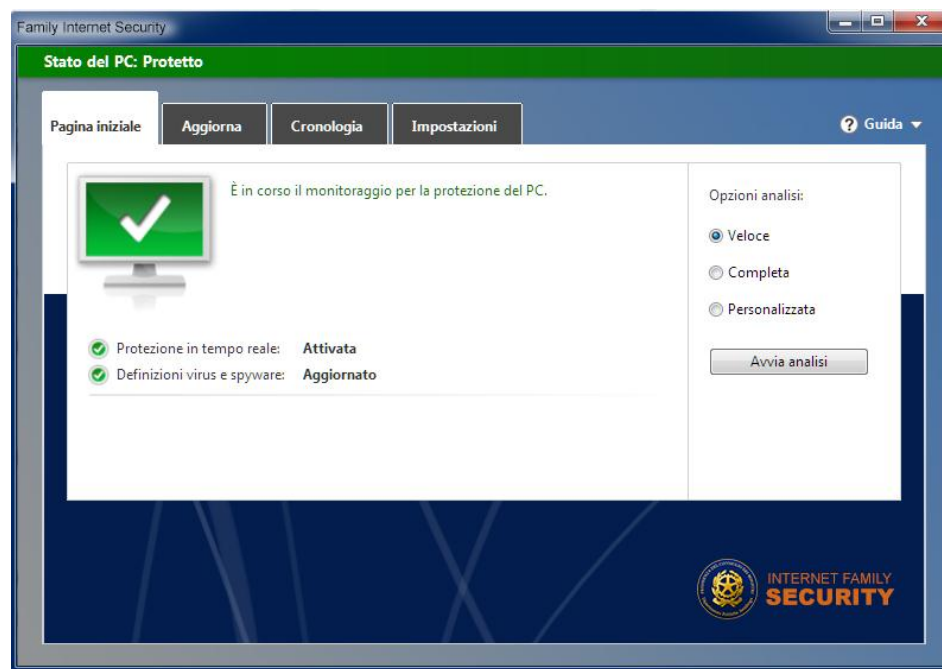 Family Internet Security
Stato del PC: Protetto
Pagina iniziale
Aggiorna
Cronologia
Impostazioni
Guida
È in corso il monitoraggio per la protezione del PC.
Opzioni analisi:
Veloce
Completa
Personalizzata
Avvia analisi
Protezione in tempo reale: Attivata
Definizioni virus e spyware: Aggiornato
INTERNET FAMILY
SECURITY